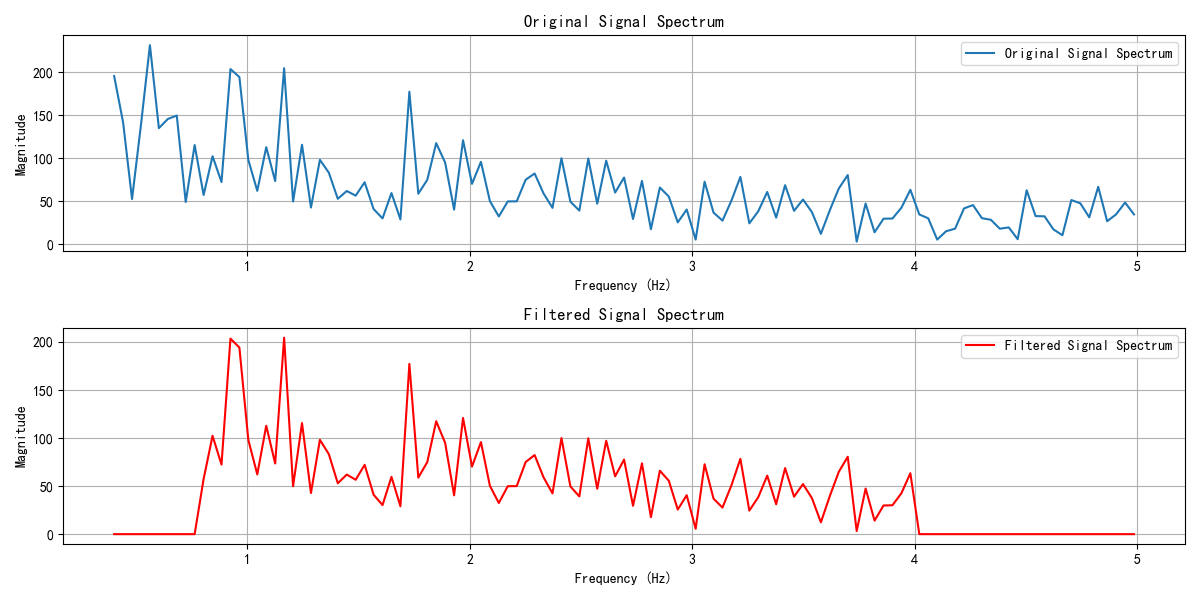 Original Signal Spectrum
Original Signal Spectrum
Magnitude
200
150
100
50
0
1
2
3
4
5
Frequency (Hz)
Filtered Signal Spectrum
Filtered Signal Spectrum
Magnitude
200
150
100
50
0
1
2
3
4
5
Frequency (Hz)